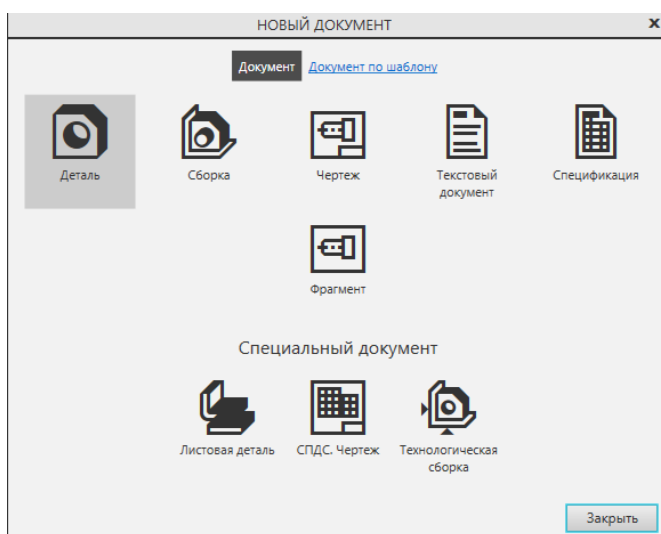 НОВЫЙ ДОКУМЕНТ x
Документ Документ по шаблону
Деталь Сборка Чертеж Текстовый документ Спецификация
Фрагмент
Специальный документ
Листовая деталь СПДС. Чертеж Технологическая сборка
Закрыть